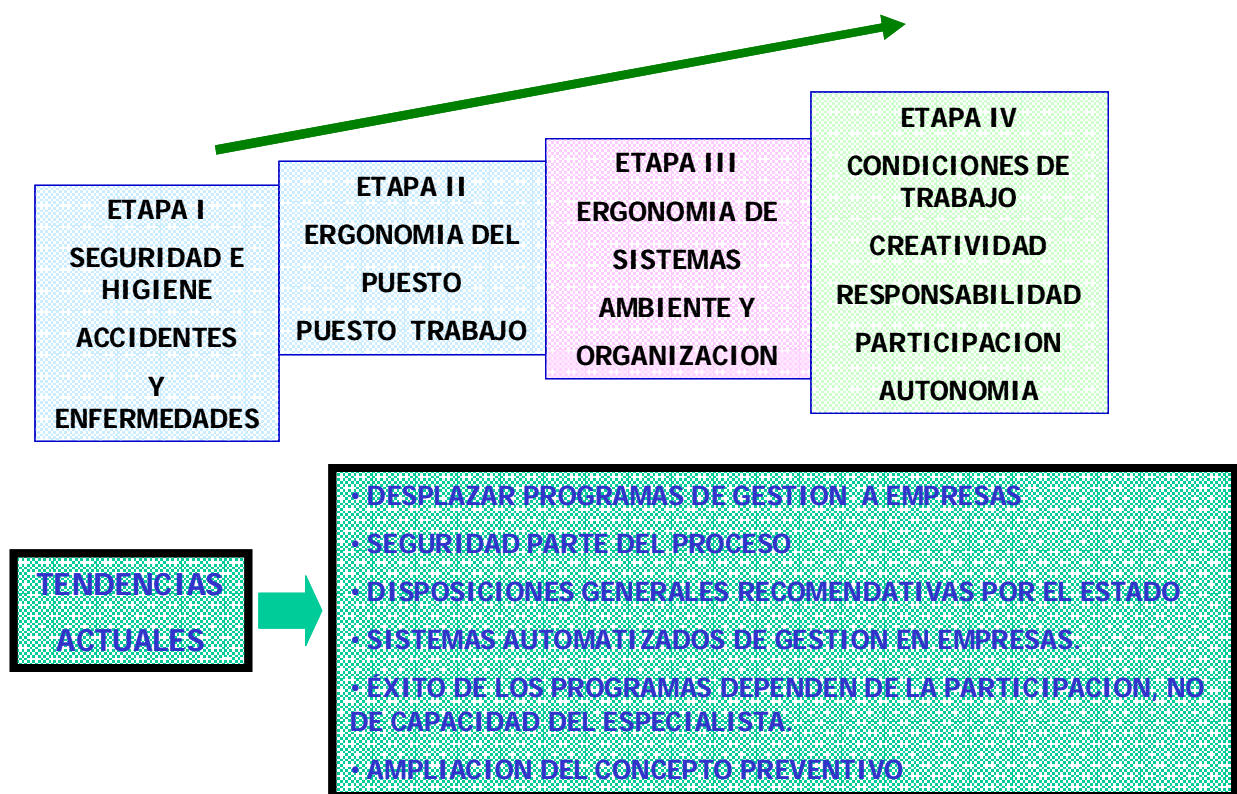 ETAPA I
SEGURIDAD E
HIGIENE
ACCIDENTES
Y
ENFERMEDADES
ETAPA II
ERGONOMIA DEL
PUESTO
PUESTO TRABAJO
ETAPA III
ERGONOMIA DE
SISTEMAS
AMBIENTE Y
ORGANIZACION
ETAPA IV
CONDICIONES DE
TRABAJO
CREATIVIDAD
RESPONSABILIDAD
PARTICIPACION
AUTONOMIA
TENDENCIAS
ACTUALES
• DESPLAZAR PROGRAMAS DE GESTION A EMPRESAS
• SEGURIDAD PARTE DEL PROCESO
• DISPOSICIONES GENERALES RECOMENDATIVAS POR EL ESTADO
• SISTEMAS AUTOMATIZADOS DE GESTION EN EMPRESAS.
• ÉXITO DE LOS PROGRAMAS DEPENDEN DE LA PARTICIPACION, NO
DE CAPACIDAD DEL ESPECIALISTA.
• AMPLIACION DEL CONCEPTO PREVENTIVO